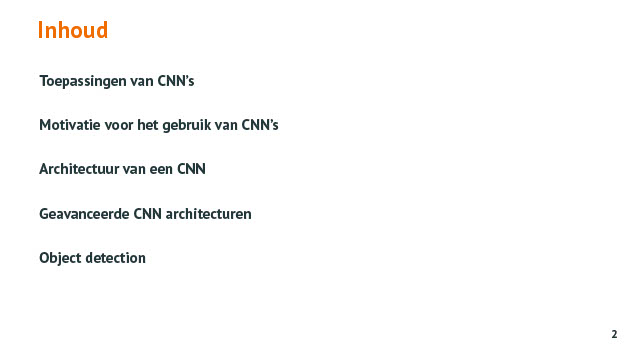 Inhoud
Toepassingen van CNN’s
Motivatie voor het gebruik van CNN’s
Architectuur van een CNN
Geavanceerde CNN architecturen
Object detection
2